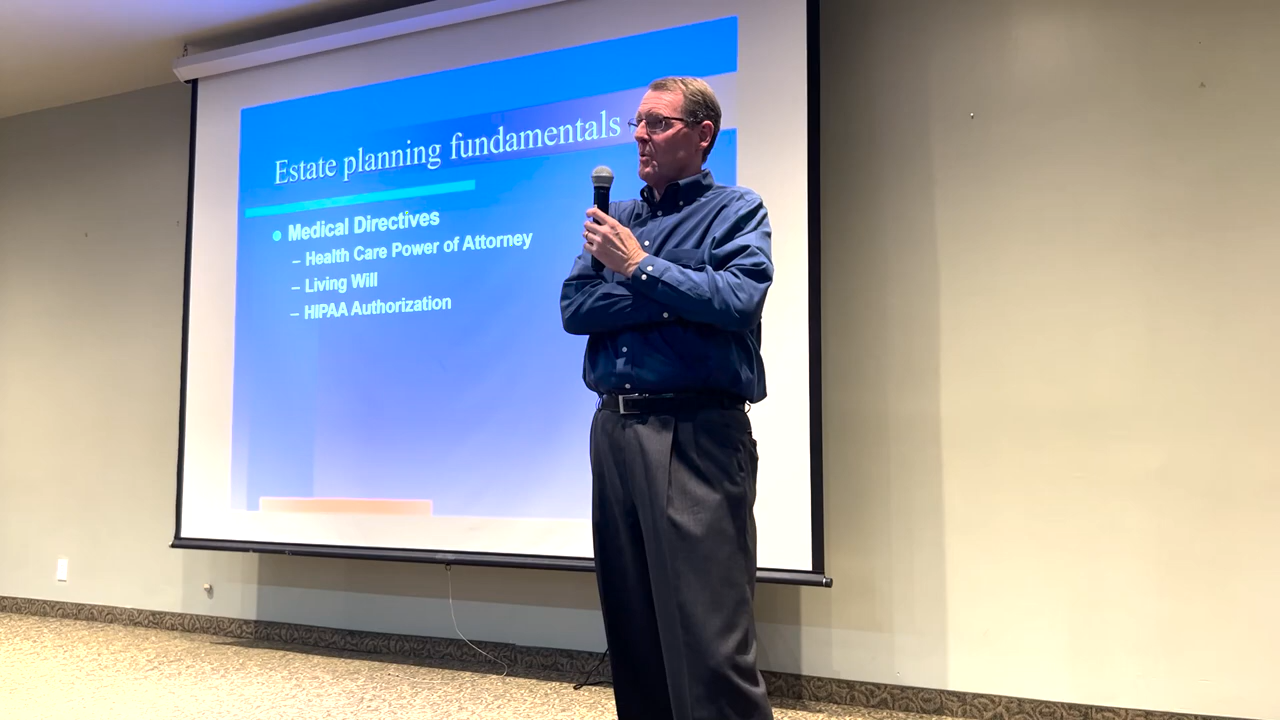 Estate planning fundamentals
Medical Directives
– Health Care Power of Attorney
– Living Will
– HIPAA Authorization